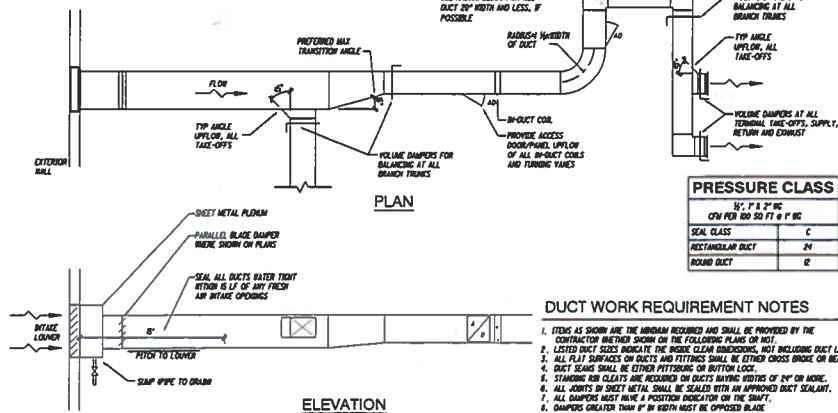 DUCT 20" WIDTH AND LESS, IF
POSSIBLE
BALANCING AT ALL
BRANCH TRUNKS
PREFERRED MAX
TRANSITION ANGLE
OF DUCT
AD
TYP ANGLE
UPFLOW, ALL
TAKE-OFFS
FLOW
45°
AD
IN-DUCT COIL
TYP ANGLE
UPFLOW, ALL
TAKE-OFFS
VOLUME DAMPERS AT ALL
TERMINAL TAKE-OFFS, SUPPLY,
RETURN AND EXHAUST
PROVIDE ACCESS
DOOR/PANEL UPFLOW
OF ALL IN-DUCT COILS
AND TURNING VANES
VOLUME DAMPERS FOR
BALANCING AT ALL
BRANCH TRUNKS
EXTERIOR
WALL
PLAN
PRESSURE CLASS
½", 1" & 2" WG
CFM PER 100 SQ FT @ 1" WG
SEAL CLASS C
RECTANGULAR DUCT 24
ROUND DUCT 12
SHEET METAL PLENUM
PARALLEL BLADE DAMPER
WHERE SHOWN ON PLANS
SEAL ALL DUCTS WATER TIGHT
WITHIN 15 LF OF ANY FRESH
AIR INTAKE OPENINGS
INTAKE
LOUVER
15'
PITCH TO LOUVER
TO DRAIN
ELEVATION
DUCT WORK REQUIREMENT NOTES
1. ITEMS AS SHOWN ARE THE MINIMUM REQUIRED AND SHALL BE PROVIDED BY THE
CONTRACTOR WHETHER SHOWN ON THE FOLLOWING PLANS OR NOT.
2. LISTED DUCT SIZES INDICATE THE INSIDE CLEAR DIMENSIONS, NOT INCLUDING DUCT
3. ALL FLAT SURFACES ON DUCTS AND FITTINGS SHALL BE EITHER CROSS BROKE OR
4. DUCT SEAMS SHALL BE EITHER PITTSBURG OR BUTTON LOCK.
5. STANDING RIB CLEATS ARE REQUIRED ON DUCTS HAVING WIDTHS OF 24" OR MORE.
6. ALL JOINTS IN SHEET METAL SHALL BE SEALED WITH AN APPROVED DUCT SEALANT.
7. ALL DAMPERS MUST HAVE A POSITION INDICATOR ON THE SHAFT.
8. DAMPERS GREATER THAN 8" IN WIDTH MUST BE OPPOSED BLADE